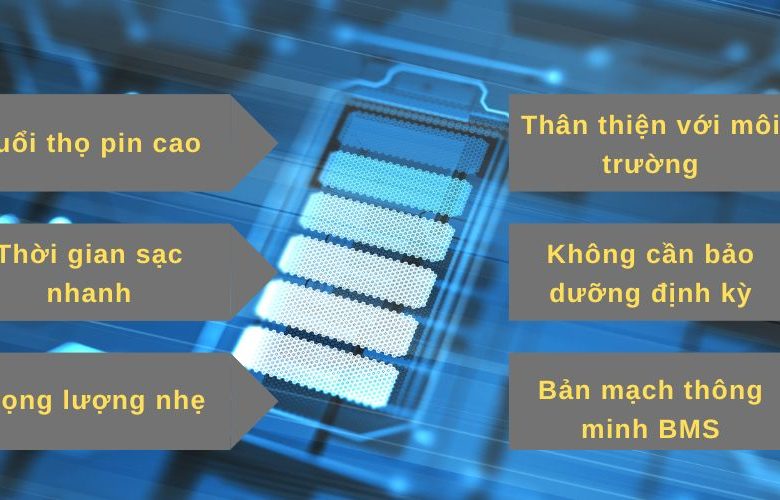 uổi thọ pin cao
Thời gian sạc
nhanh
ọng lượng nhẹ
Thân thiện với môi
trường
Không cần bảo
dưỡng định kỳ
Bản mạch thông
minh BMS